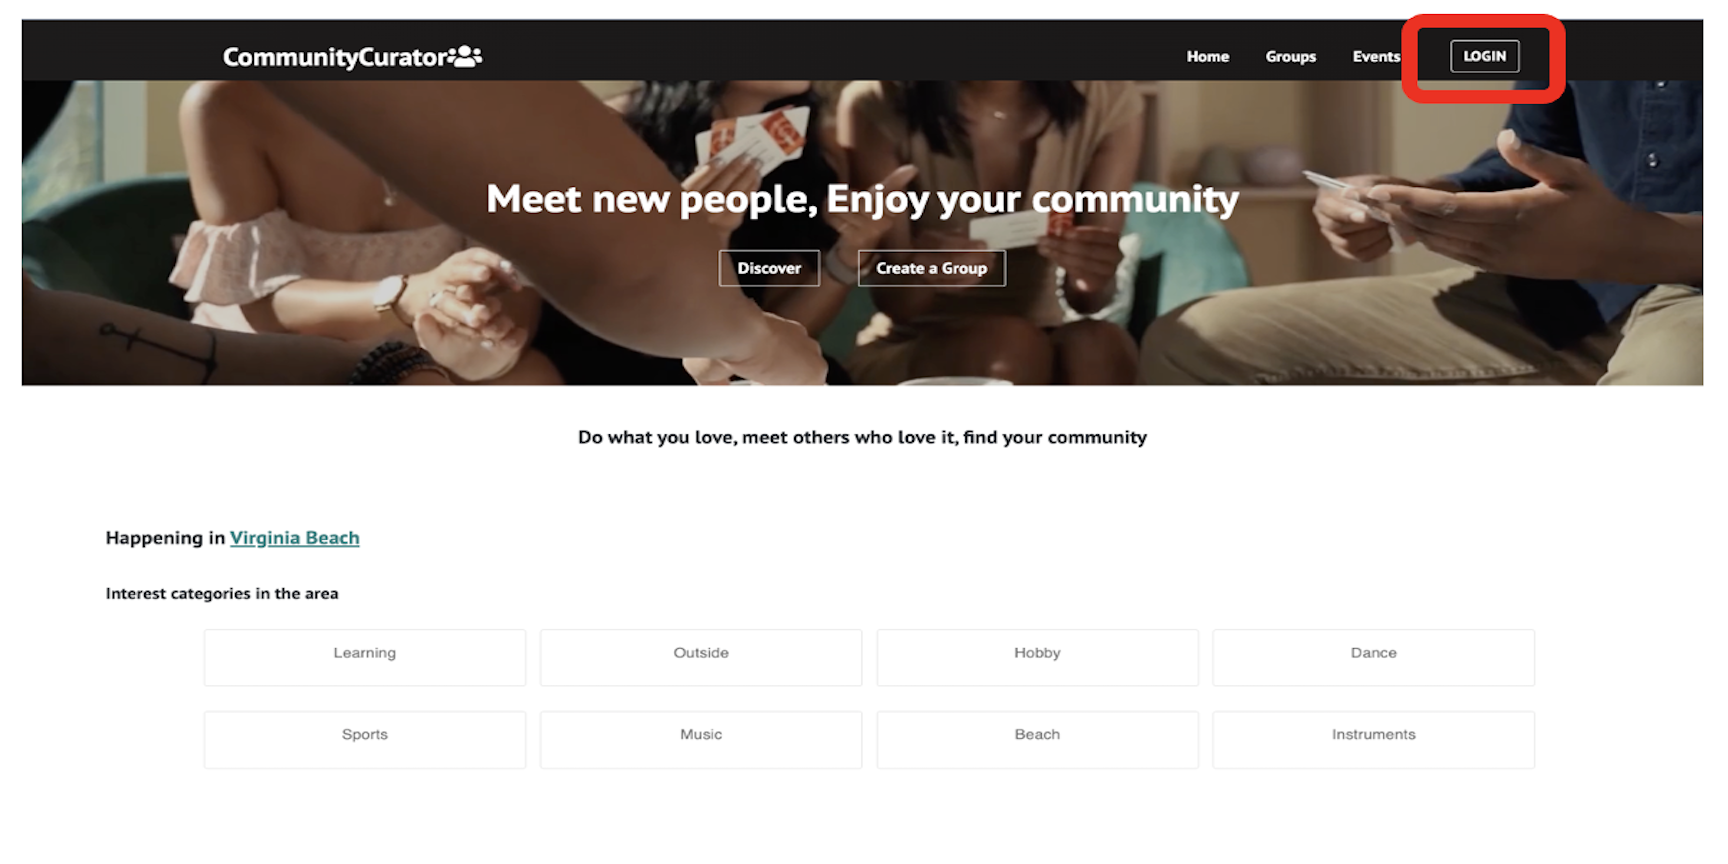 CommunityCurator
Home Groups Events LOGIN
Meet new people, Enjoy your community
Discover Create a Group
Do what you love, meet others who love it, find your community
Happening in Virginia Beach
Interest categories in the area
Learning Outside Hobby Dance
Sports Music Beach Instruments